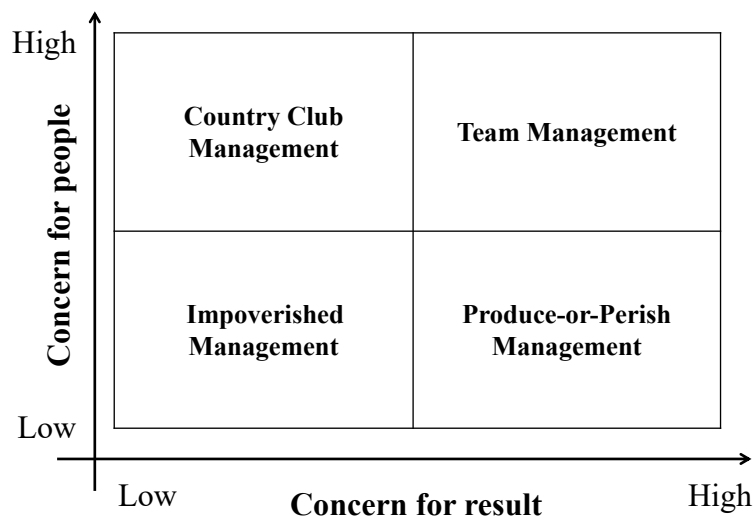 High
Country Club
Management
Team Management
Concern for people
Impoverished
Management
Produce-or-Perish
Management
Low
Low
Concern for result
High